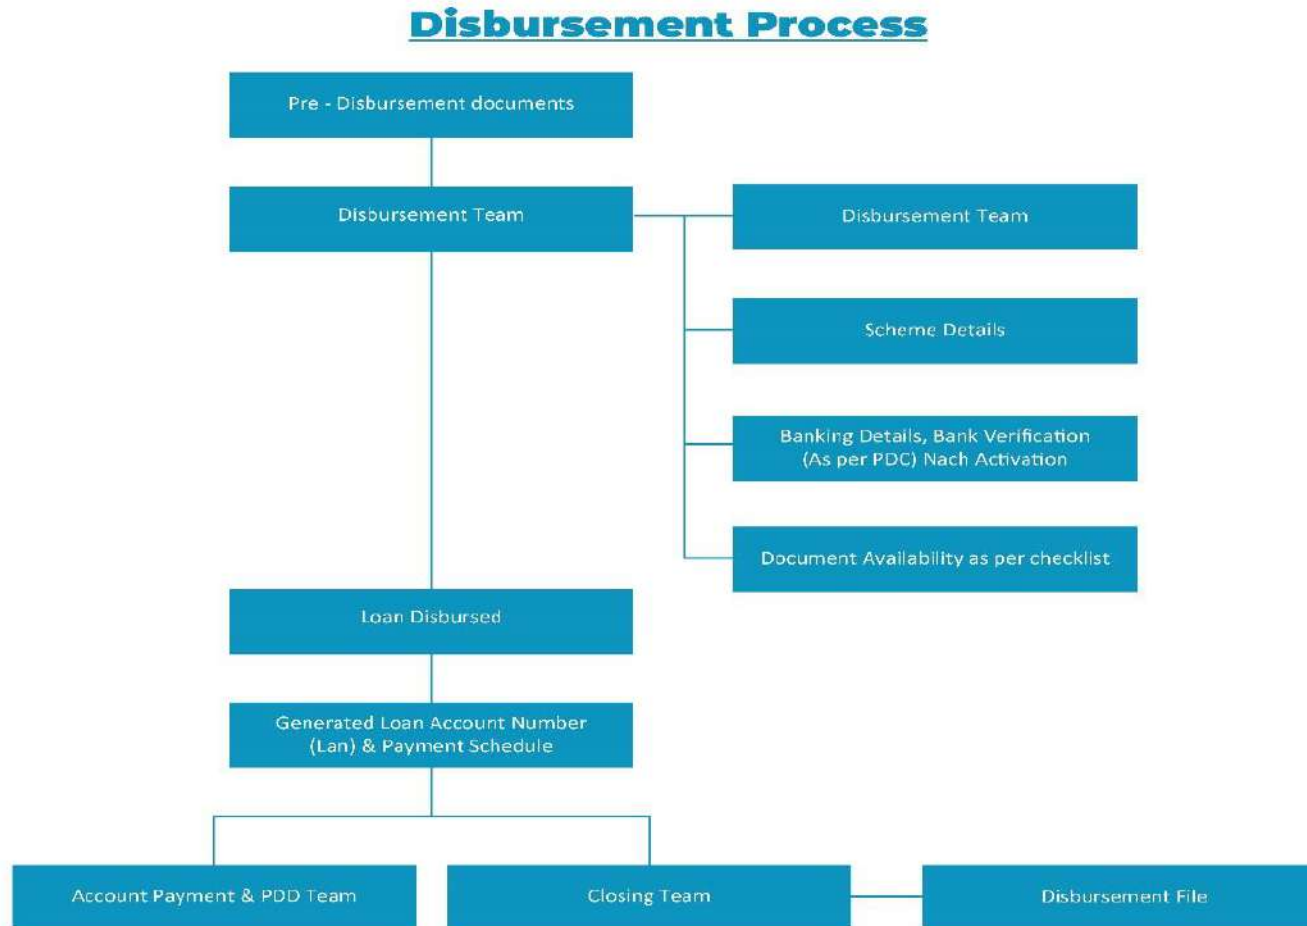 Disbursement Process
Pre - Disbursement documents
Disbursement Team
Disbursement Team
Scheme Details
Banking Details, Bank Verification
(As per PDC) Nach Activation
Document Availability as per checklist
Loan Disbursed
Generated Loan Account Number
(Lan) & Payment Schedule
Account Payment & PDD Team
Closing Team
Disbursement File